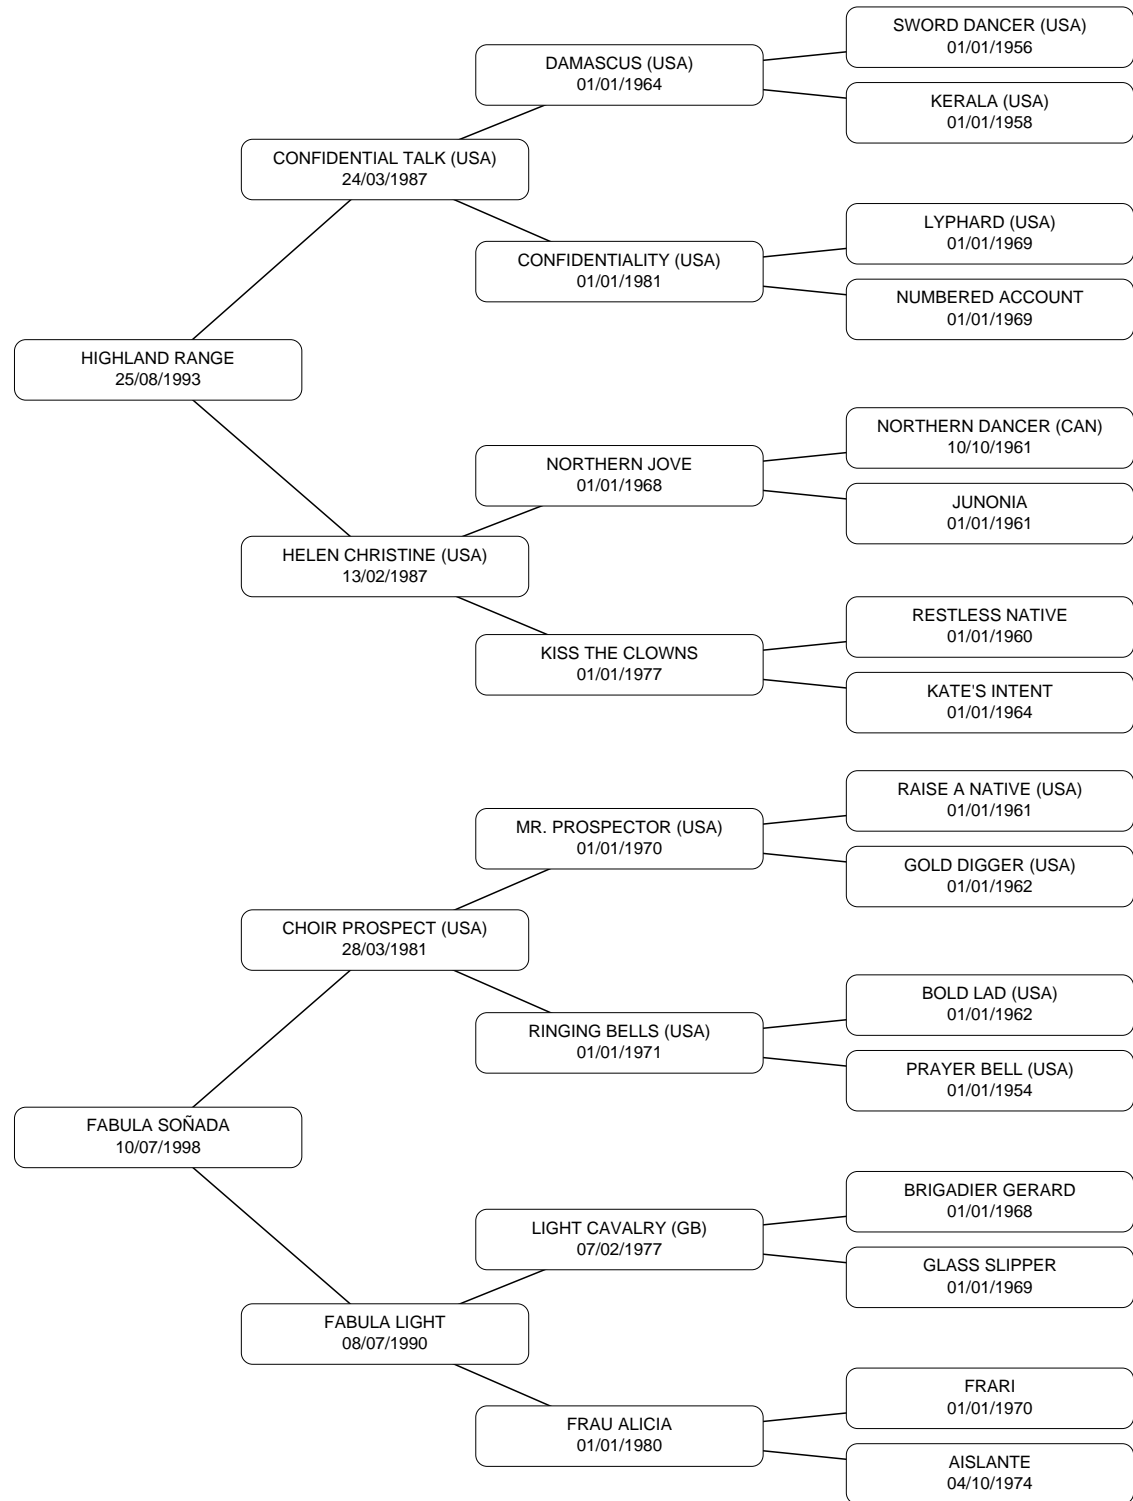 SWORD DANCER (USA)
01/01/1956
DAMASCUS (USA)
01/01/1964
KERALA (USA)
01/01/1958
CONFIDENTIAL TALK (USA)
24/03/1987
LYPHARD (USA)
01/01/1969
CONFIDENTIALITY (USA)
01/01/1981
NUMBERED ACCOUNT
01/01/1969
HIGHLAND RANGE
25/08/1993
NORTHERN DANCER (CAN)
10/10/1961
NORTHERN JOVE
01/01/1968
JUNONIA
01/01/1961
HELEN CHRISTINE (USA)
13/02/1987
RESTLESS NATIVE
01/01/1960
KISS THE CLOWNS
01/01/1977
KATE'S INTENT
01/01/1964
RAISE A NATIVE (USA)
01/01/1961
MR. PROSPECTOR (USA)
01/01/1970
GOLD DIGGER (USA)
01/01/1962
CHOIR PROSPECT (USA)
28/03/1981
BOLD LAD (USA)
01/01/1962
RINGING BELLS (USA)
01/01/1971
PRAYER BELL (USA)
01/01/1954
FABULA SOÑADA
10/07/1998
BRIGADIER GERARD
01/01/1968
LIGHT CAVALRY (GB)
07/02/1977
GLASS SLIPPER
01/01/1969
FABULA LIGHT
08/07/1990
FRARI
01/01/1970
FRAU ALICIA
01/01/1980
AISLANTE
04/10/1974